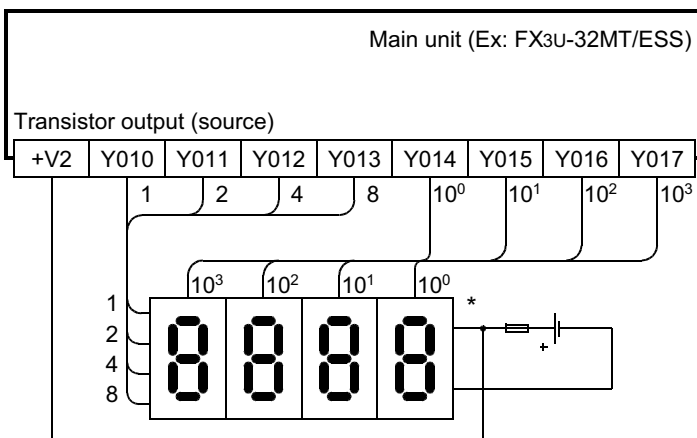 Main unit (Ex: FX3U-32MT/ESS)
Transistor output (source)
+V2 Y010 Y011 Y012 Y013 Y014 Y015 Y016 Y017
1 2 4 8 10⁰ 10¹ 10² 10³
10³ 10² 10¹ 10⁰
1
*
2
+
4
8